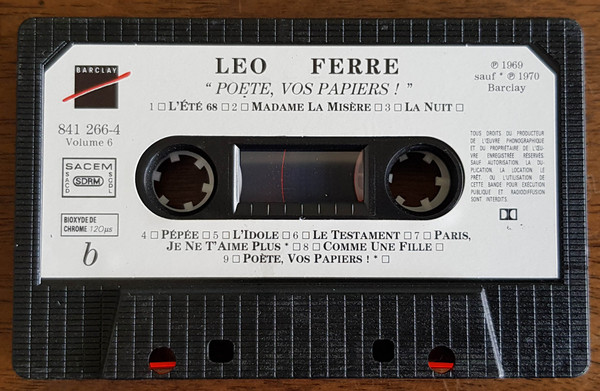 BARCLAY
LEO FERRE
℗ 1969
sauf * ℗ 1970
Barclay
“ POẸTE, VOS PAPIERS ! ”
1 □ L'ÉTÉ 68 □ 2 □ MADAME LA MISÈRE □ 3 □ LA NUIT □
841 266-4
Volume 6
SACEM
SACD
SDRM
SGDL
BIOXYDE DE
CHROME 120µs
b
TOUS DROITS DU PRODUCTEUR
DE L'ŒUVRE PHONOGRAPHIQUE
ET DU PROPRIETAIRE DE L'ŒU-
VRE ENREGISTRÉE RÉSERVÉS.
SAUF AUTORISATION, LA DU-
PLICATION, LA LOCATION LE
PRÊT OU L'UTILISATION DE
CETTE BANDE POUR EXÉCUTION
PUBLIQUE ET RADIODIFFUSION
SONT INTERDITS.
4 □ PÉPÉE □ 5 □ L'IDOLE □ 6 □ LE TESTAMENT □ 7 □ PARIS,
JE NE T'AIME PLUS * □ 8 □ COMME UNE FILLE □
9 □ POÈTE, VOS PAPIERS ! * □